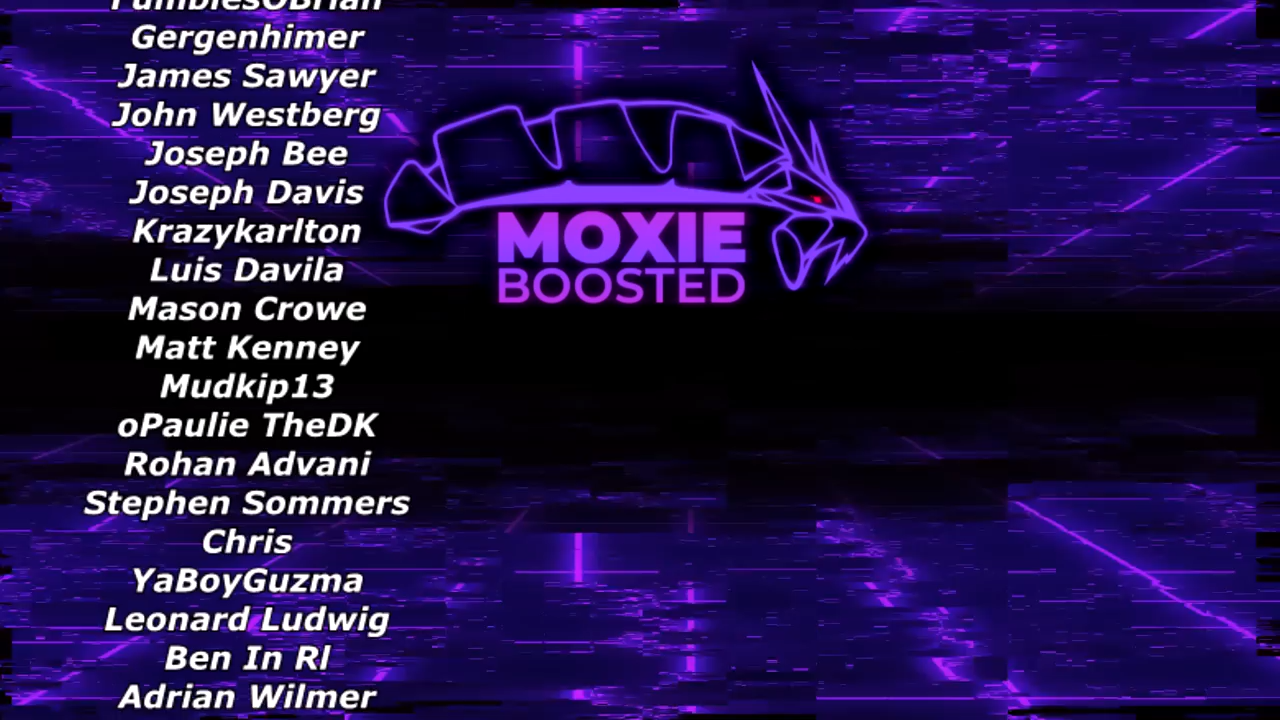 Gergenhimer
James Sawyer
John Westberg
Joseph Bee
Joseph Davis
Krazykarlton
Luis Davila
Mason Crowe
Matt Kenney
Mudkip13
oPaulie TheDK
Rohan Advani
Stephen Sommers
Chris
YaBoyGuzma
Leonard Ludwig
Ben In Rl
Adrian Wilmer
MOXIE
BOOSTED